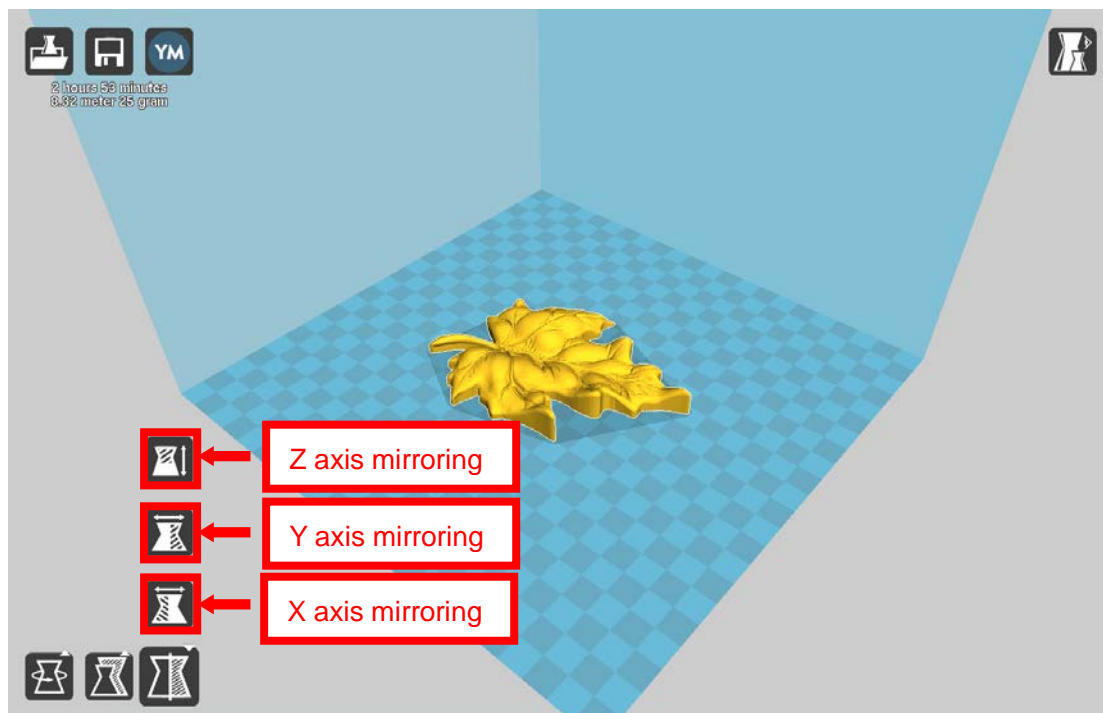 YM
2 hours 53 minutes
8.32 meter 25 gram
Z axis mirroring
Y axis mirroring
X axis mirroring